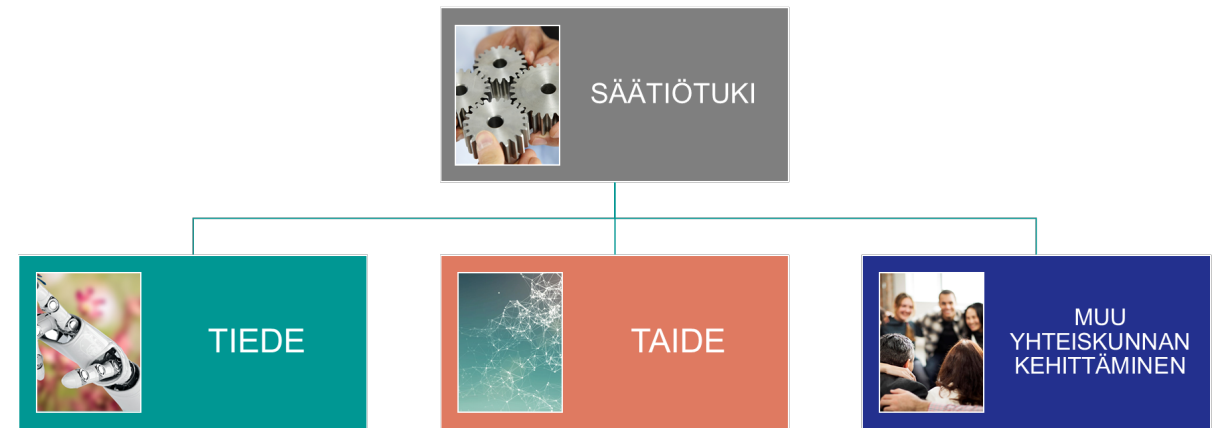 SÄÄTIÖTUKI
TIEDE
TAIDE
MUU
YHTEISKUNNAN
KEHITTÄMINEN